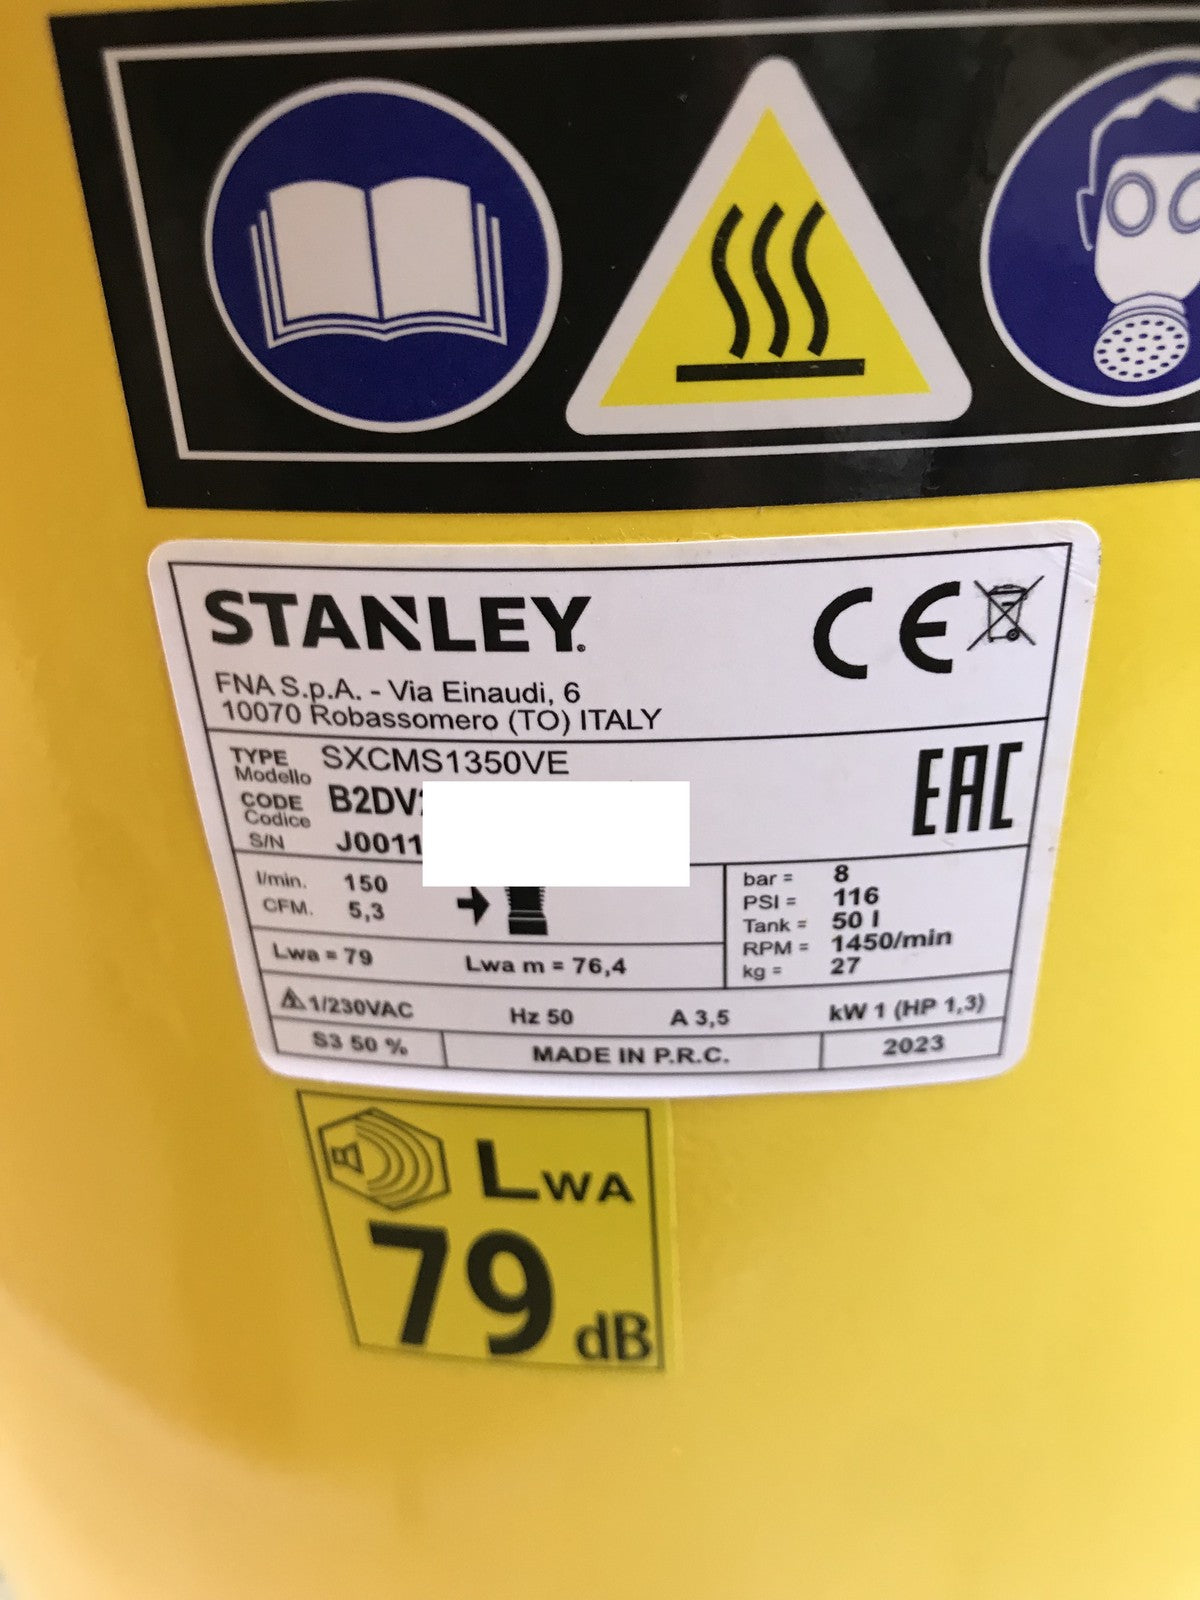 STANLEY.
FNA S.p.A. - Via Einaudi, 6
10070 Robassomero (TO) ITALY
CE
TYPE SXCMS1350VE
Modello
CODE B2DV
Codice
S/N J0011
EAC
l/min. 150
CFM. 5,3
bar = 8
PSI = 116
Tank = 50 l
RPM = 1450/min
kg = 27
Lwa = 79 Lwa m = 76,4
1/230VAC Hz 50 A 3,5 kW 1 (HP 1,3)
S3 50 % MADE IN P.R.C. 2023
LWA
79 dB